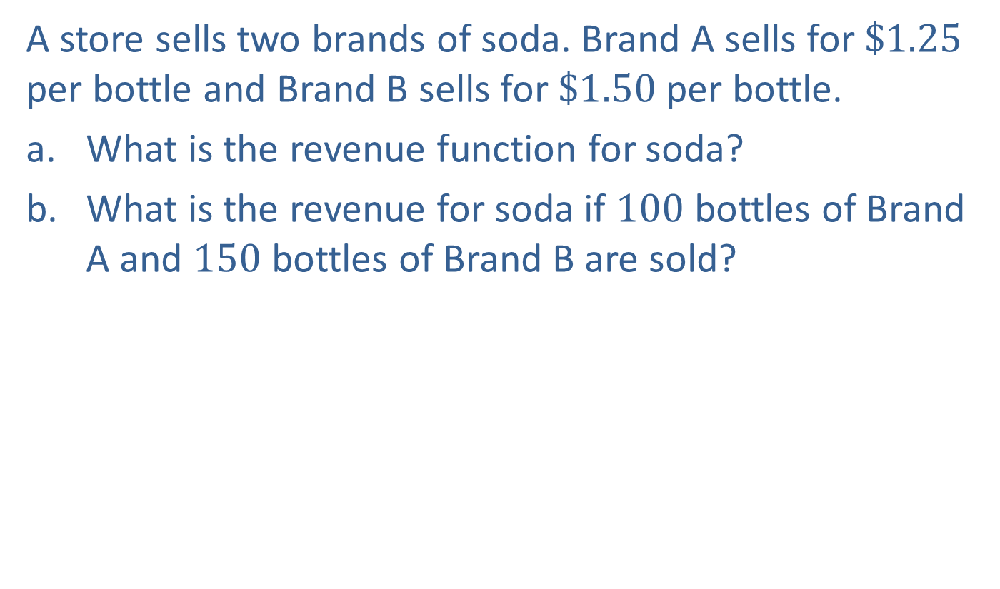 A store sells two brands of soda. Brand A sells for $1.25
per bottle and Brand B sells for $1.50 per bottle.
a. What is the revenue function for soda?
b. What is the revenue for soda if 100 bottles of Brand
A and 150 bottles of Brand B are sold?